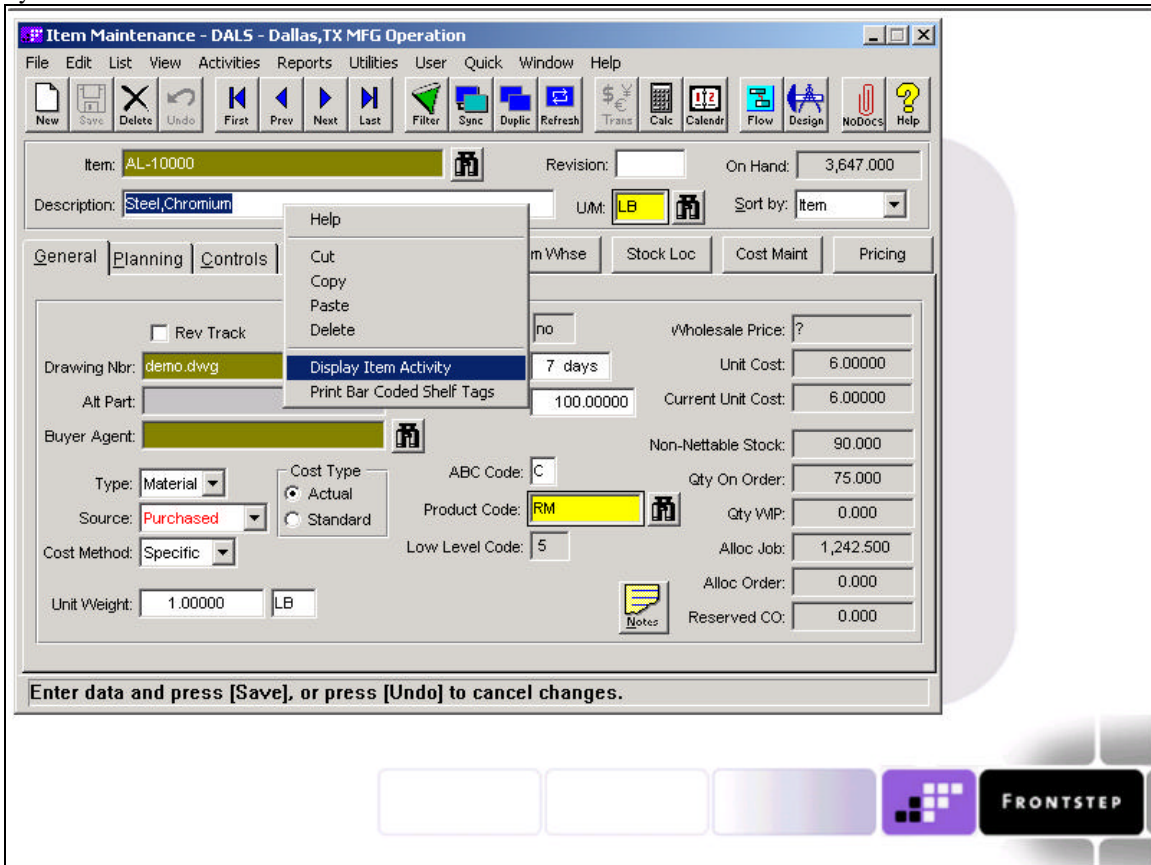 Item Maintenance - DALS - Dallas,TX MFG Operation
File Edit List View Activities Reports Utilities User Quick Window Help
New Save Delete Undo First Prev Next Last Filter Sync Duplic Refresh Trans Calc Calendr Flow Design NoDocs Help
Item: AL-10000 Revision: On Hand: 3,647.000
Description: Steel,Chromium U/M: LB Sort by: Item
General Planning Controls m Whse Stock Loc Cost Maint Pricing
Help
Cut
Copy
Paste
Delete
Display Item Activity
Print Bar Coded Shelf Tags
Rev Track no Wholesale Price: ?
Drawing Nbr: demo.dwg 7 days Unit Cost: 6.00000
Alt Part: 100.00000 Current Unit Cost: 6.00000
Buyer Agent: Non-Nettable Stock: 90.000
Type: Material Cost Type ABC Code: C Qty On Order: 75.000
Actual
Source: Purchased Standard Product Code: RM Qty WIP: 0.000
Cost Method: Specific Low Level Code: 5 Alloc Job: 1,242.500
Alloc Order: 0.000
Unit Weight: 1.00000 LB Notes Reserved CO: 0.000
Enter data and press [Save], or press [Undo] to cancel changes.
FRONTSTEP